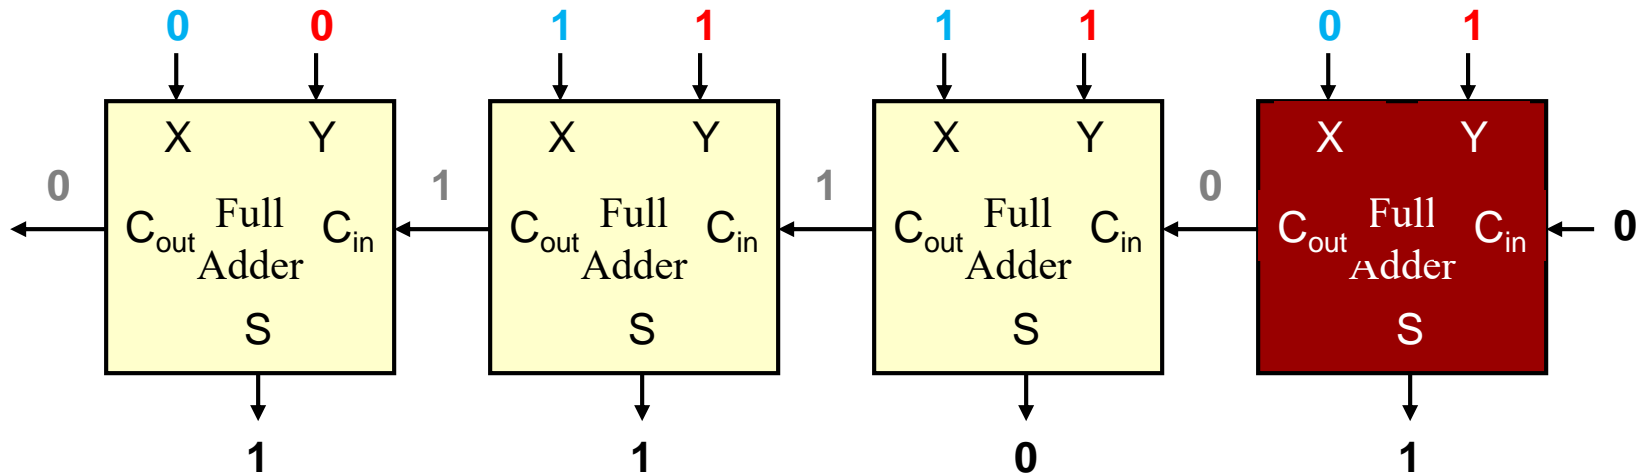 0 0 1 1 1 1 0 1
X Y X Y X Y X Y
0 1 1 0
Cout Full Cin Cout Full Cin Cout Full Cin Cout Full Cin 0
Adder Adder Adder Adder
S S S S
1 1 0 1